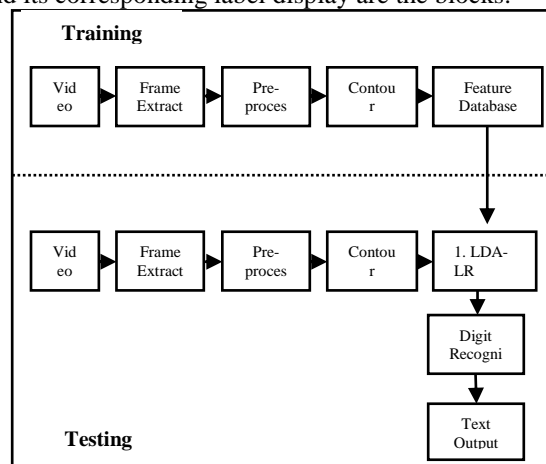 nd its corresponding label display are the blocks.
Training
Vid
eo
Frame
Extract
Pre-
proces
Contou
r
Feature
Database
Vid
eo
Frame
Extract
Pre-
proces
Contou
r
1. LDA-
LR
Digit
Recogni
Text
Output
Testing